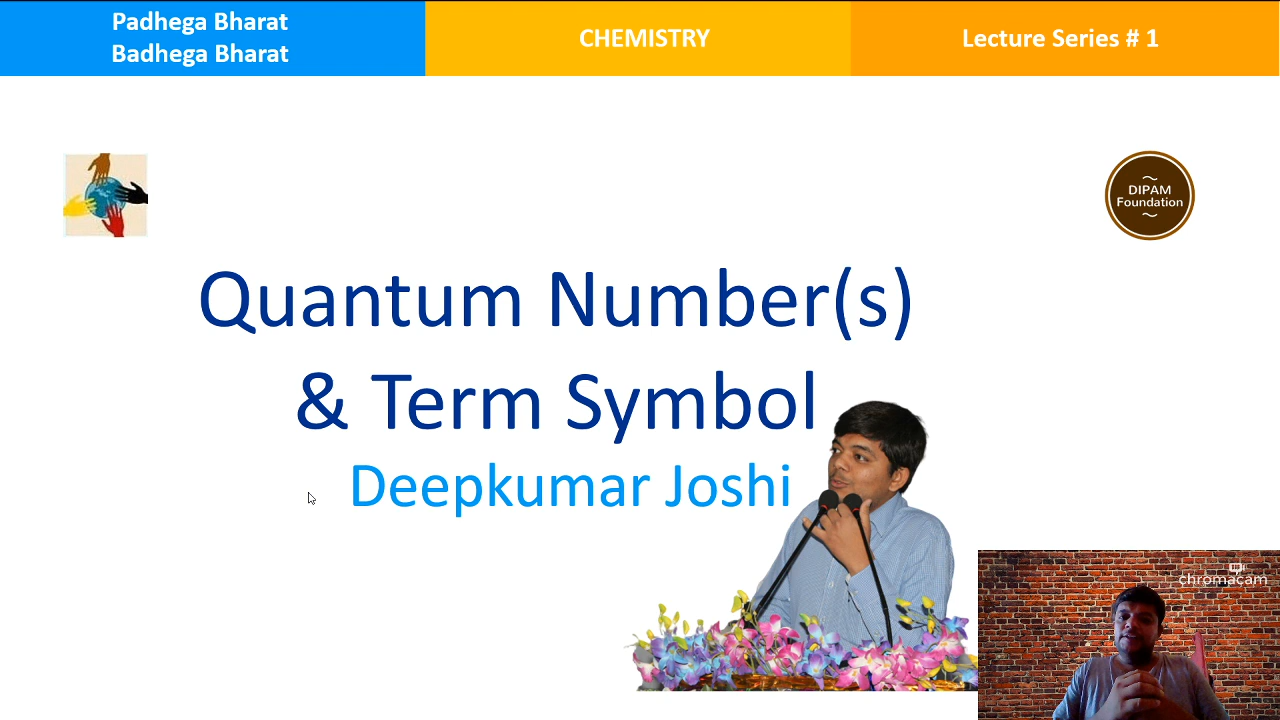 Padhega Bharat
Badhega Bharat
CHEMISTRY
Lecture Series # 1
DIPAM
Foundation
Quantum Number(s)
& Term Symbol
Deepkumar Joshi
chromacam